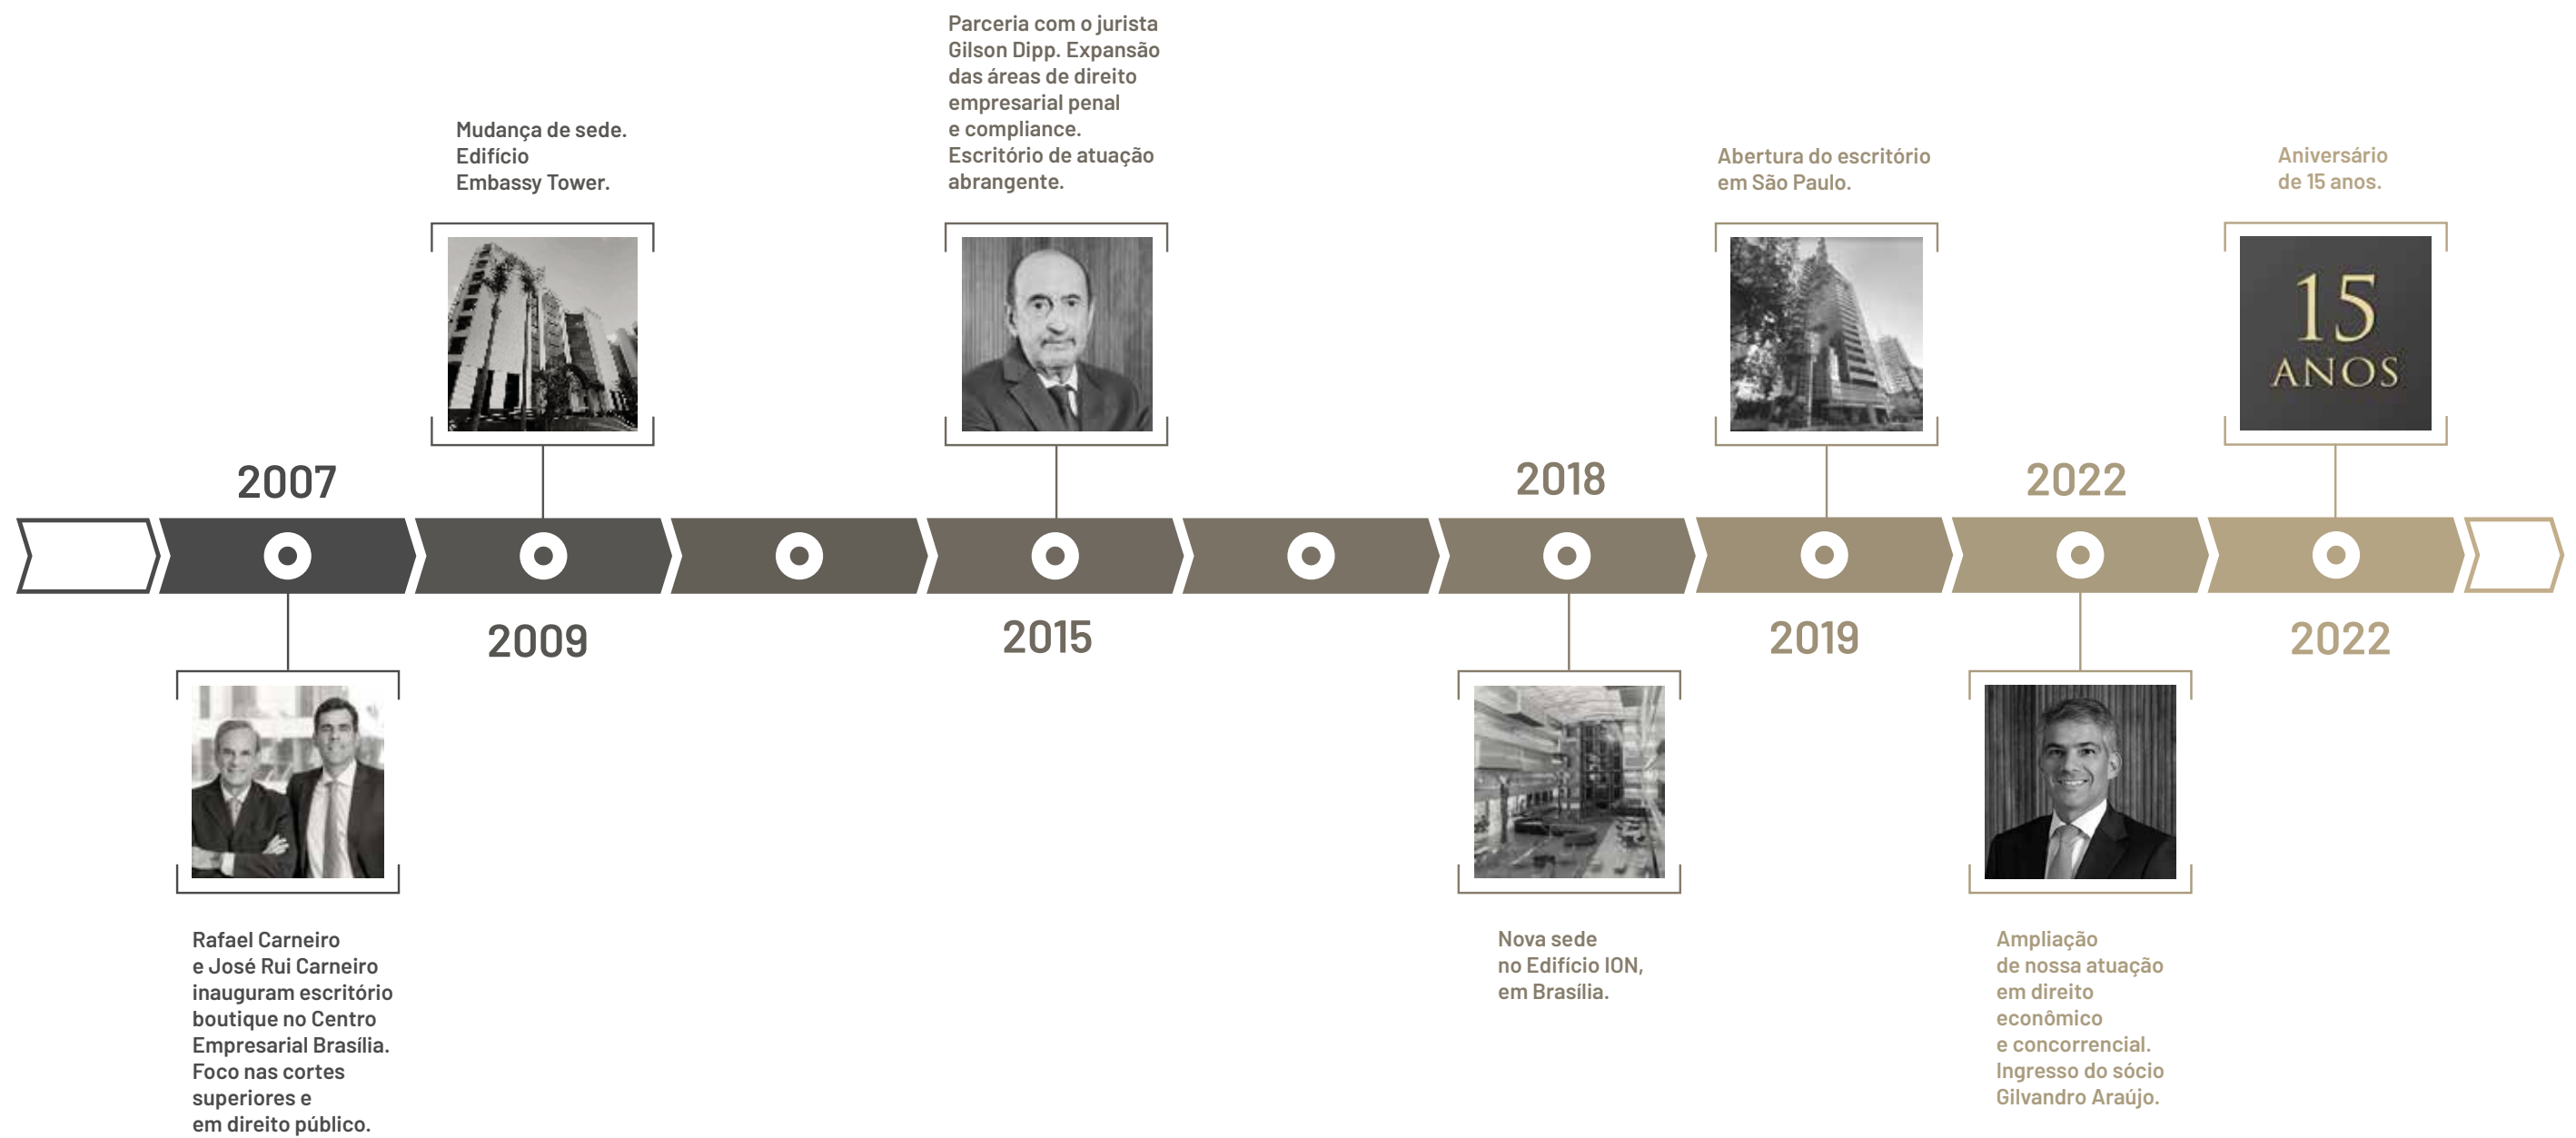 2007
Rafael Carneiro
e José Rui Carneiro
inauguram escritório
boutique no Centro
Empresarial Brasília.
Foco nas cortes
superiores e
em direito público.
Mudança de sede.
Edifício
Embassy Tower.
2009
Parceria com o jurista
Gilson Dipp. Expansão
das áreas de direito
empresarial penal
e compliance.
Escritório de atuação
abrangente.
2015
2018
Nova sede
no Edifício ION,
em Brasília.
Abertura do escritório
em São Paulo.
2019
2022
Ampliação
de nossa atuação
em direito
econômico
e concorrencial.
Ingresso do sócio
Gilvandro Araújo.
Aniversário
de 15 anos.
15
ANOS
2022